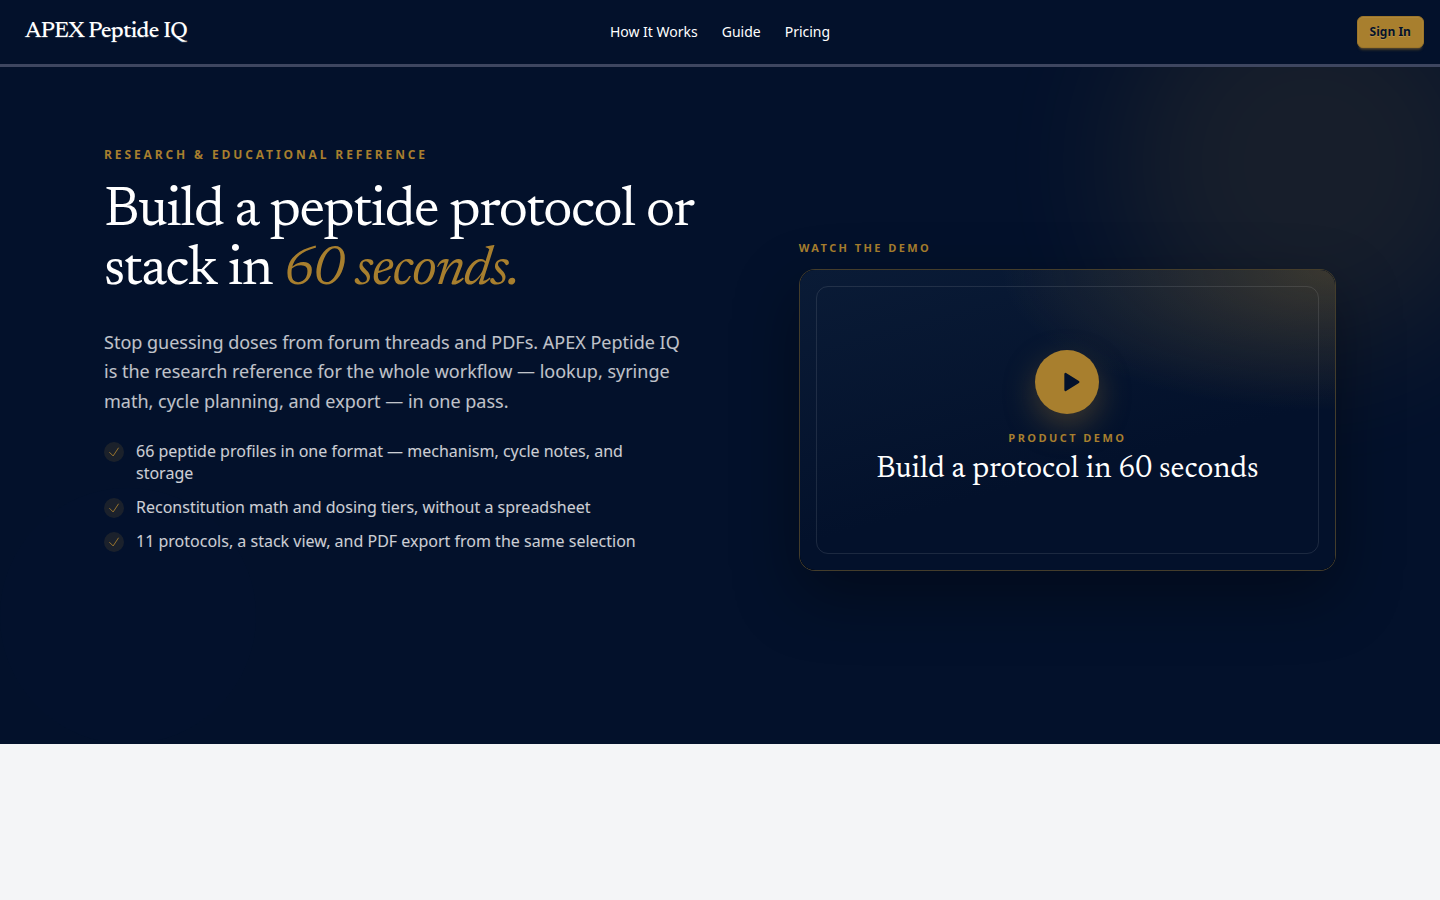 APEX Peptide IQ
How It Works
Guide
Pricing
Sign In
RESEARCH & EDUCATIONAL REFERENCE
Build a peptide protocol or
stack in 60 seconds.
Stop guessing doses from forum threads and PDFs. APEX Peptide IQ
is the research reference for the whole workflow — lookup, syringe
math, cycle planning, and export — in one pass.
66 peptide profiles in one format — mechanism, cycle notes, and
storage
Reconstitution math and dosing tiers, without a spreadsheet
11 protocols, a stack view, and PDF export from the same selection
WATCH THE DEMO
PRODUCT DEMO
Build a protocol in 60 seconds